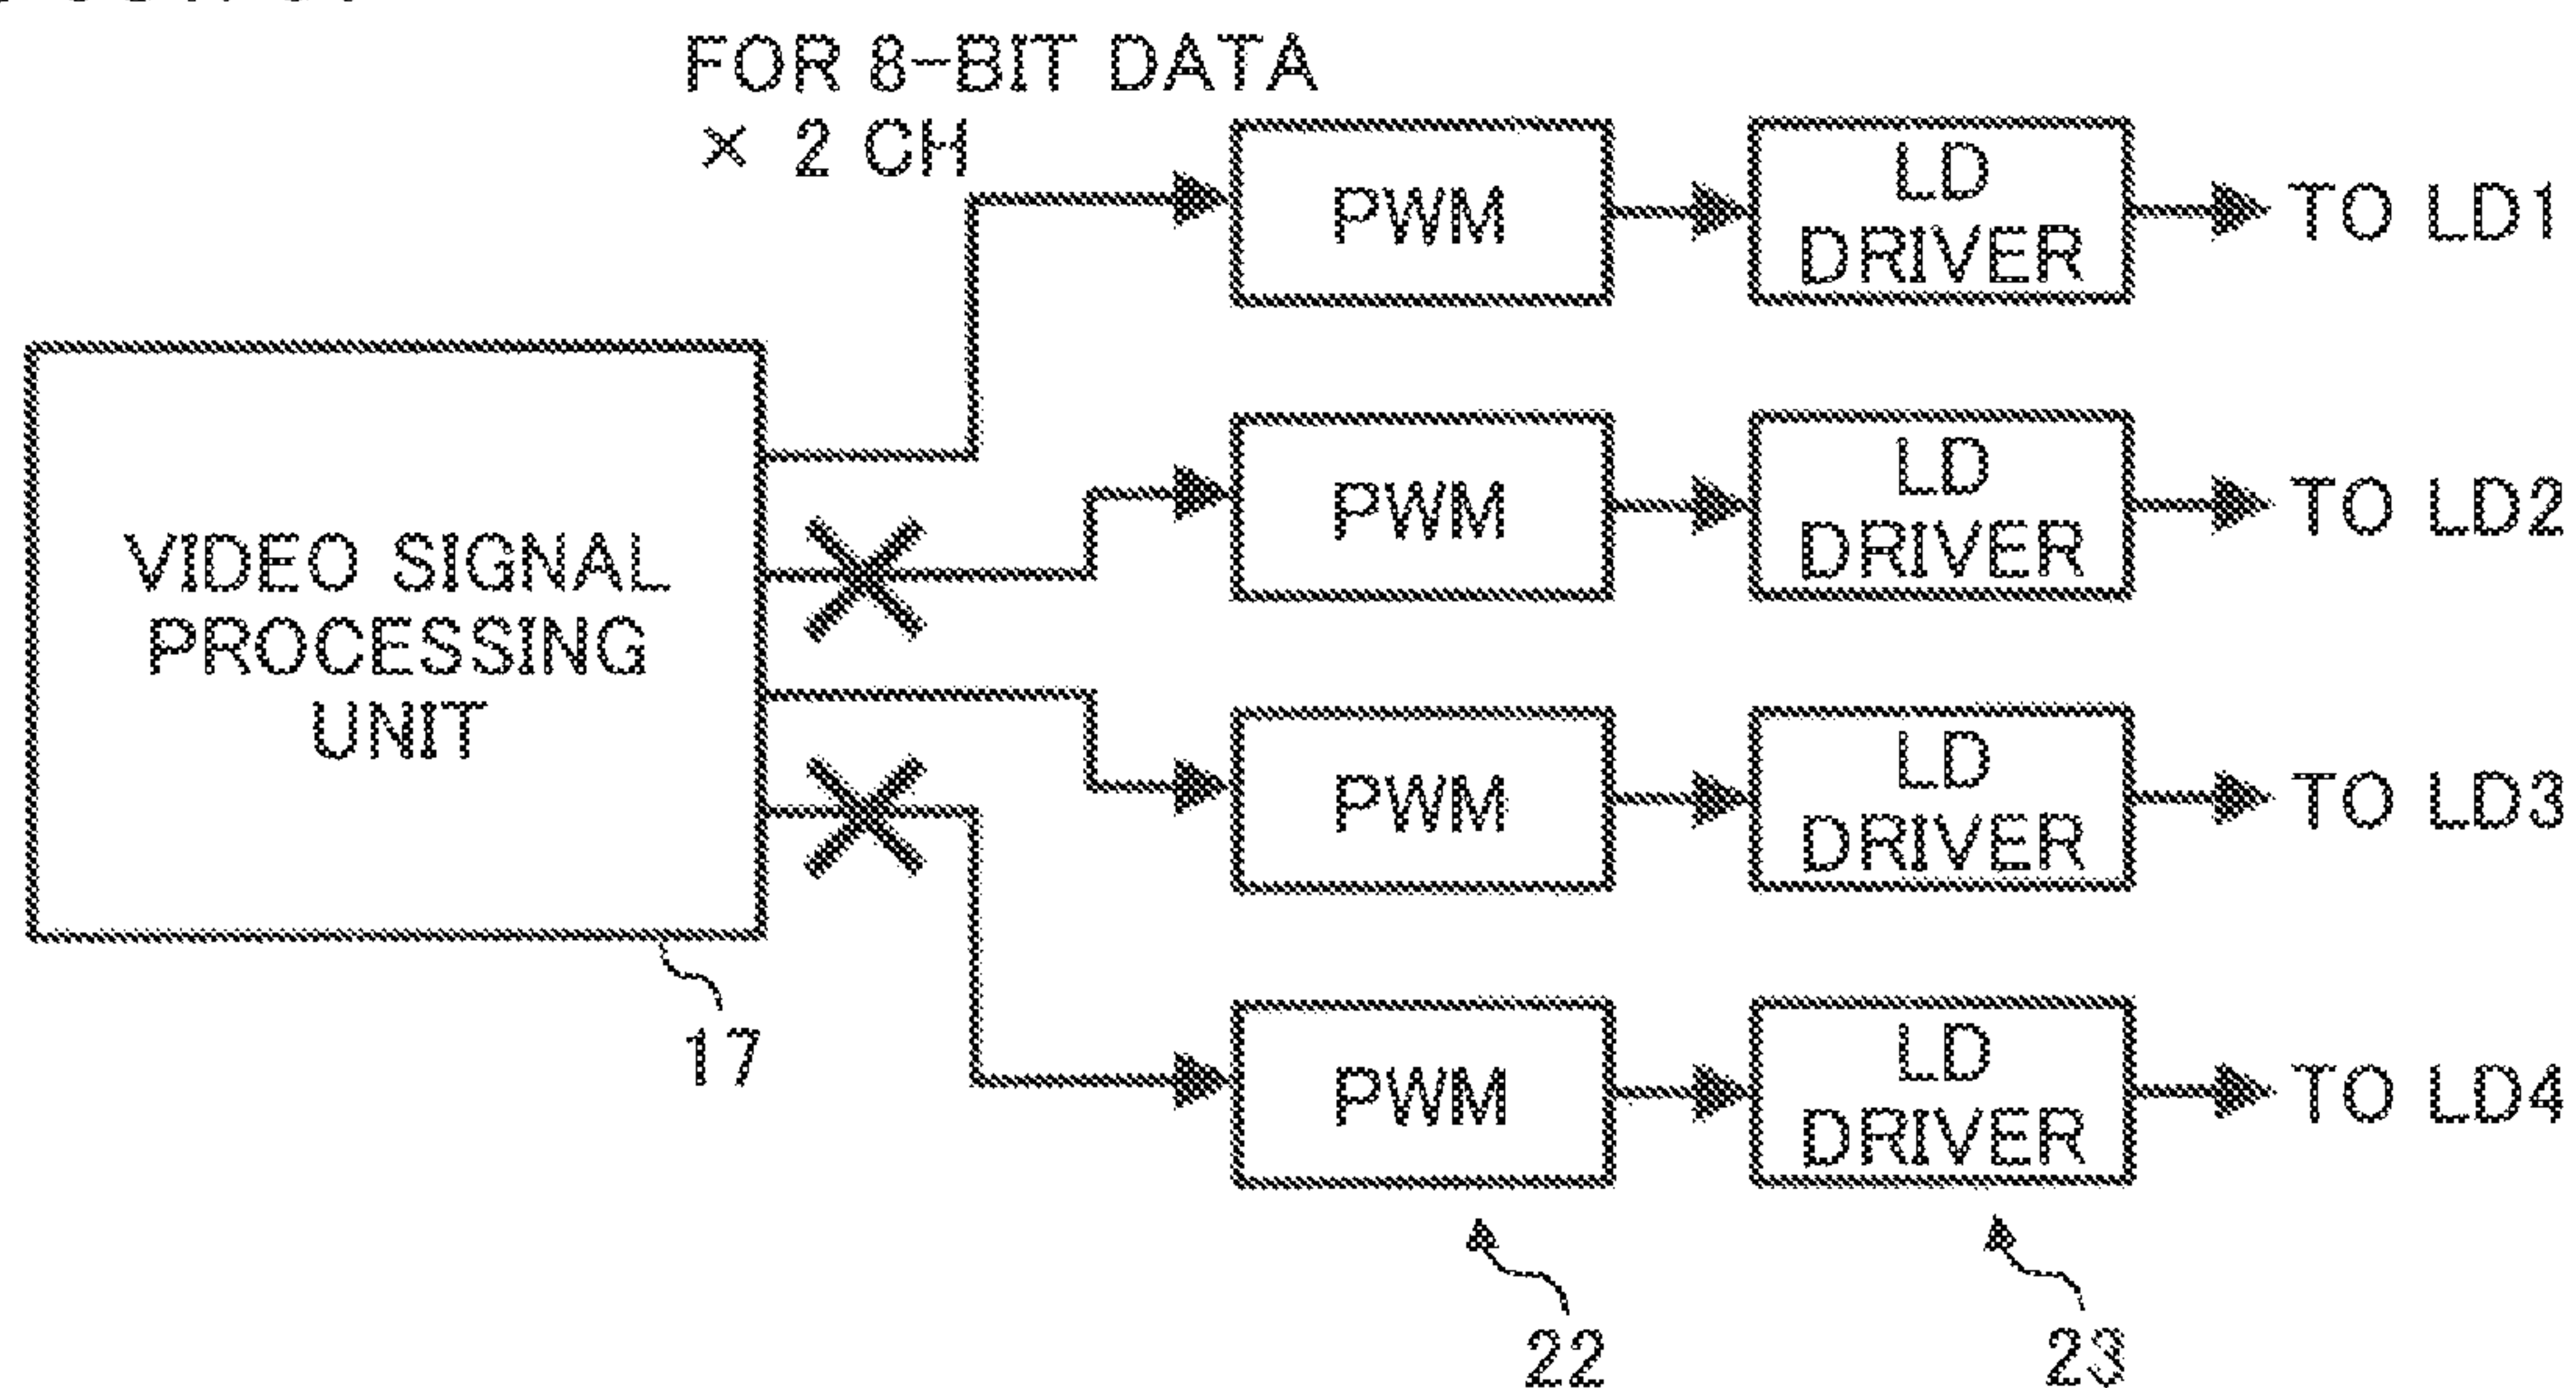 FOR 8-BIT DATA
× 2 CH
PWM
LD
DRIVER
TO LD1
PWM
LD
DRIVER
TO LD2
VIDEO SIGNAL
PROCESSING
UNIT
PWM
LD
DRIVER
TO LD3
17
PWM
LD
DRIVER
TO LD4
22
23